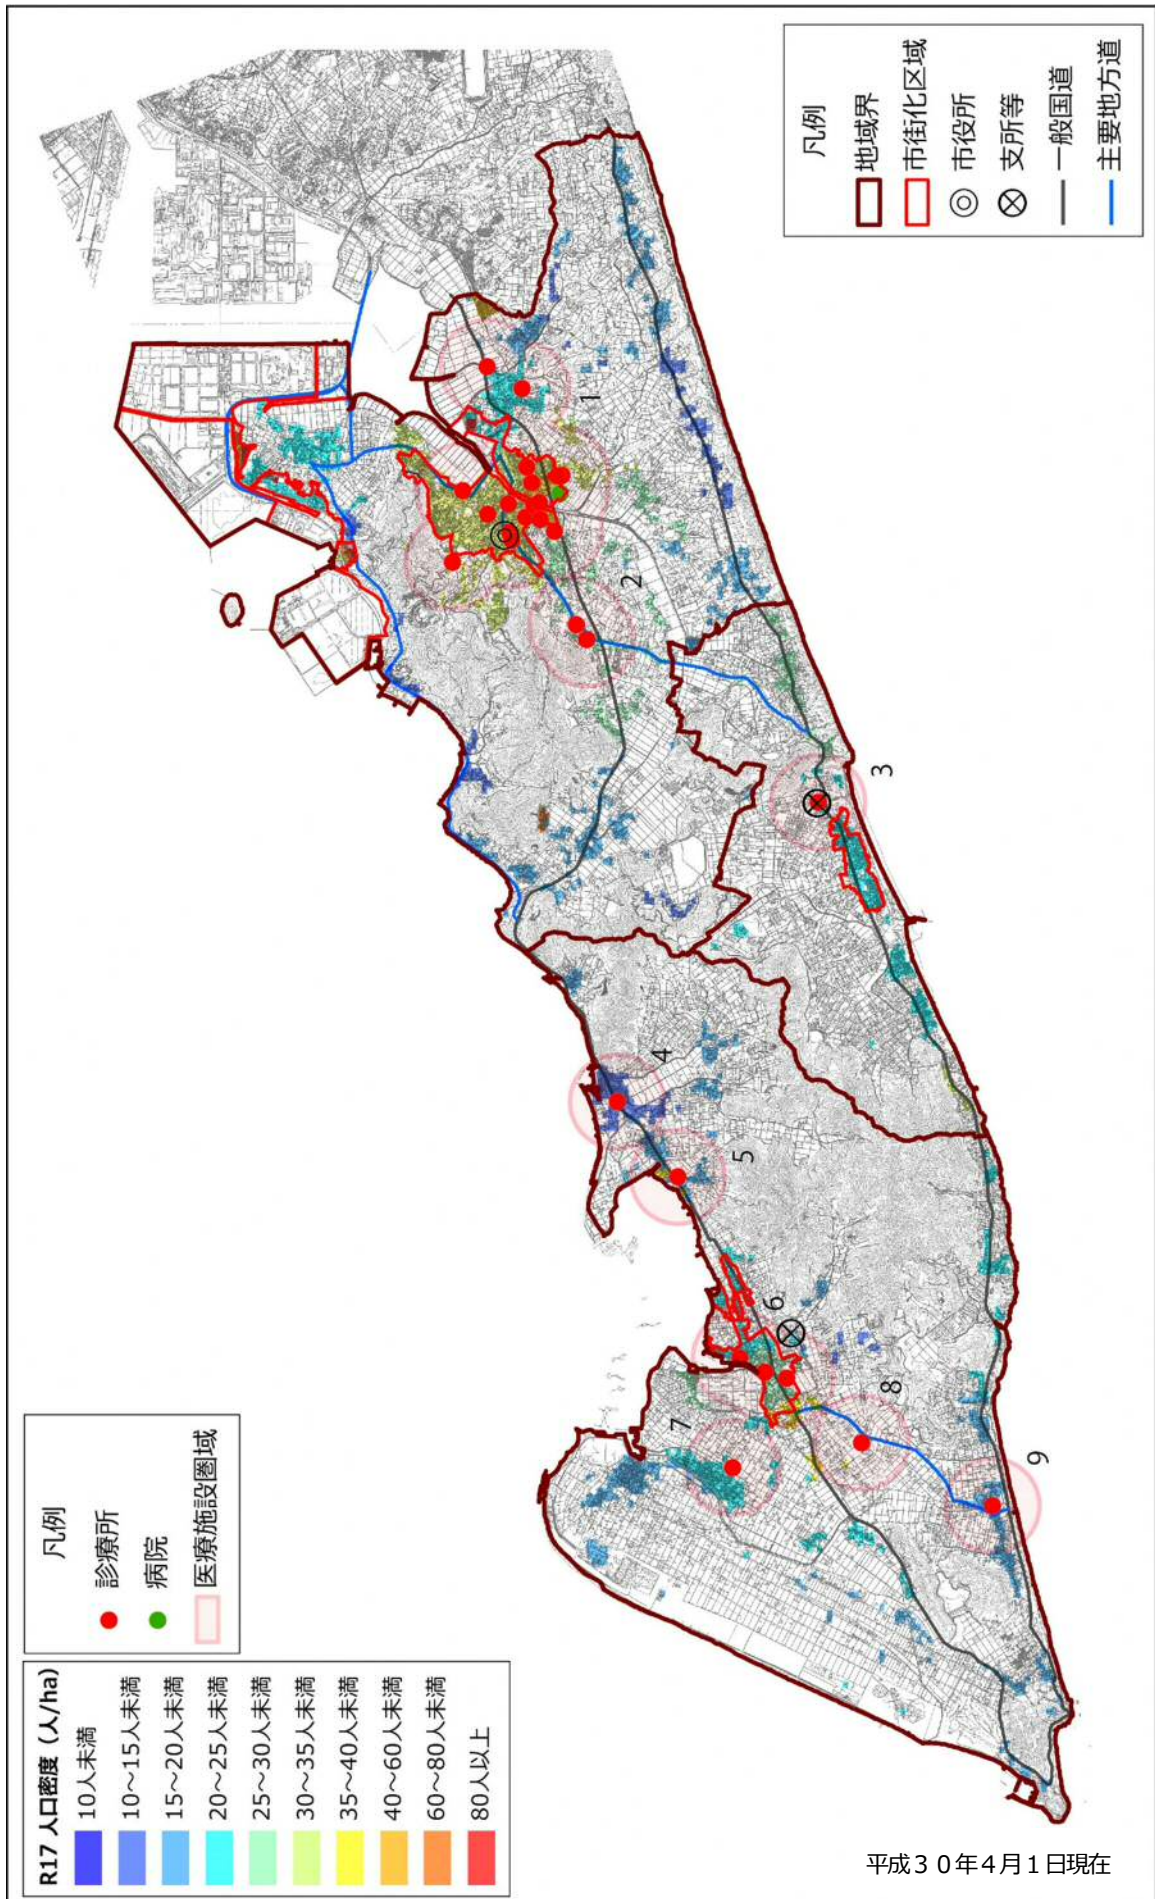 R17 人口密度（人/ha）
10人未満
10～15人未満
15～20人未満
20～25人未満
25～30人未満
30～35人未満
35～40人未満
40～60人未満
60～80人未満
80人以上
凡例
診療所
病院
医療施設圏域
凡例
地域界
市街化区域
市役所
支所等
一般国道
主要地方道
1
2
3
4
5
6
7
8
9
平成３０年４月１日現在